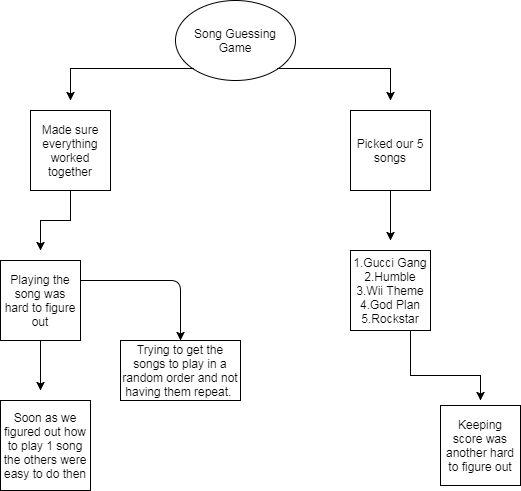 Song Guessing
Game
Made sure
everything
worked
together
Picked our 5
songs
Playing the
song was
hard to figure
out
1.Gucci Gang
2.Humble
3.Wii Theme
4.God Plan
5.Rockstar
Trying to get the
songs to play in a
random order and not
having them repeat.
Soon as we
figured out how
to play 1 song
the others were
easy to do then
Keeping
score was
another hard
to figure out